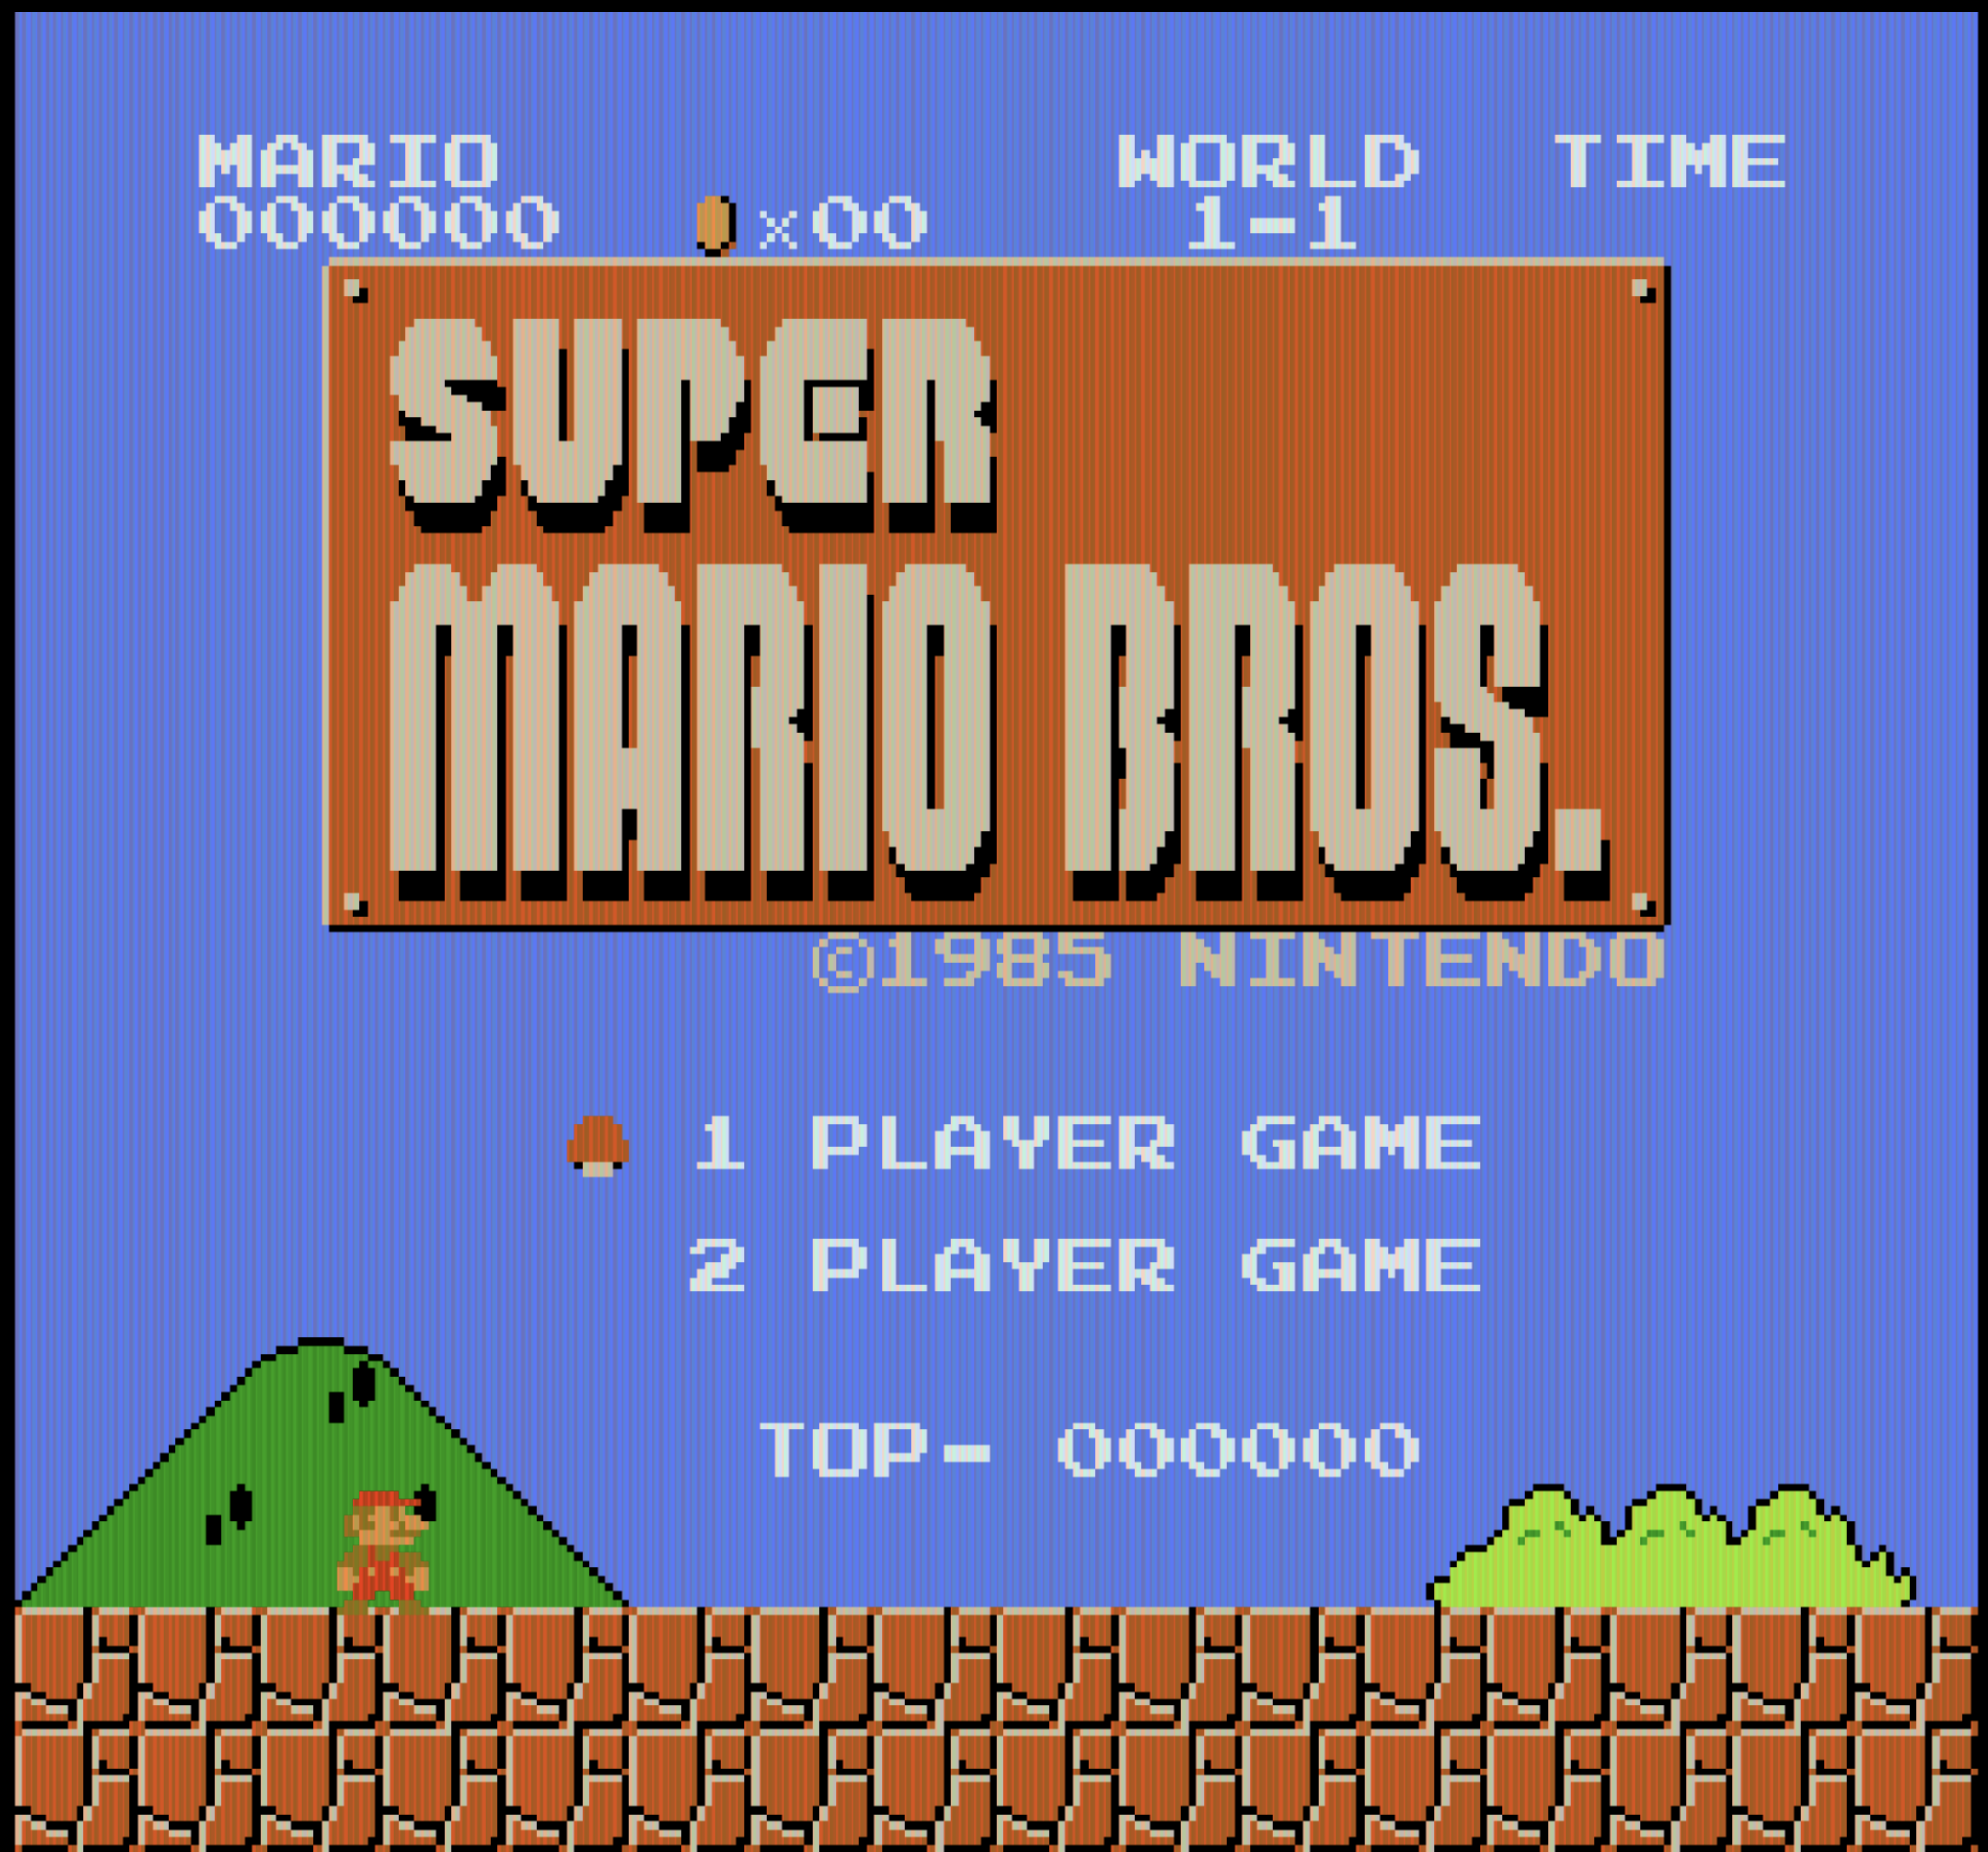 MARIO WORLD TIME
000000 x00 1-1
SUPER
MARIO BROS.
©1985 NINTENDO
1 PLAYER GAME
2 PLAYER GAME
TOP- 000000